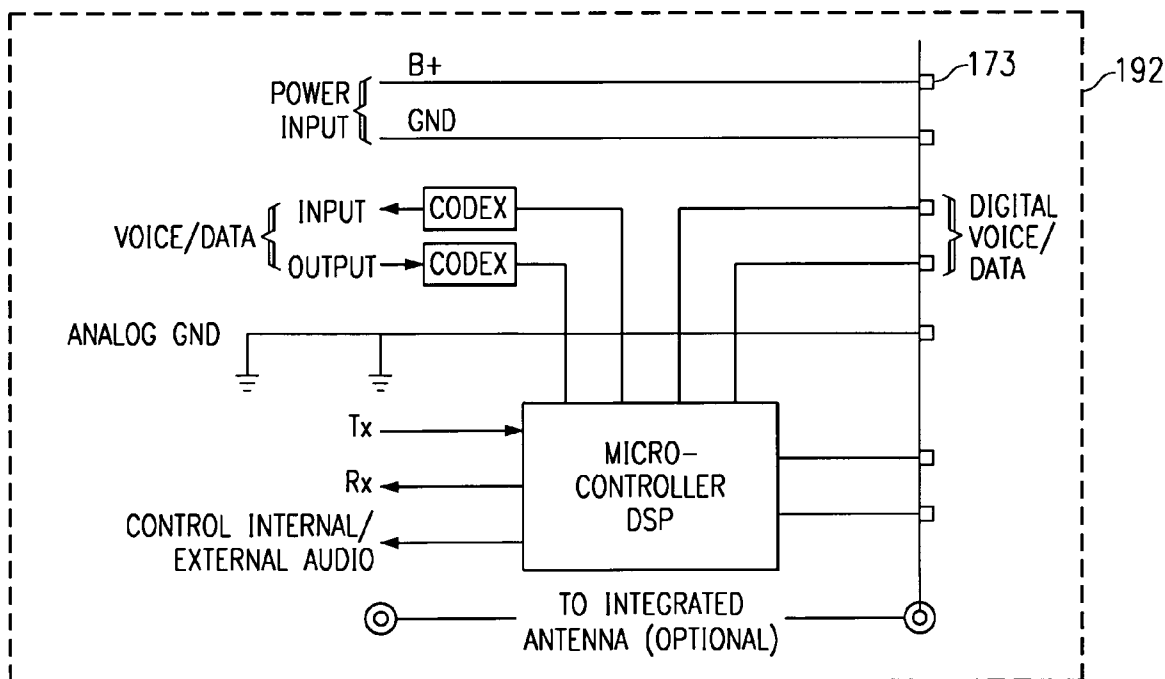 B+
173
192
POWER
INPUT
GND
VOICE/DATA
INPUT
CODEX
OUTPUT
CODEX
DIGITAL
VOICE/
DATA
ANALOG GND
Tx
Rx
CONTROL INTERNAL/
EXTERNAL AUDIO
MICRO-
CONTROLLER
DSP
TO INTEGRATED
ANTENNA (OPTIONAL)